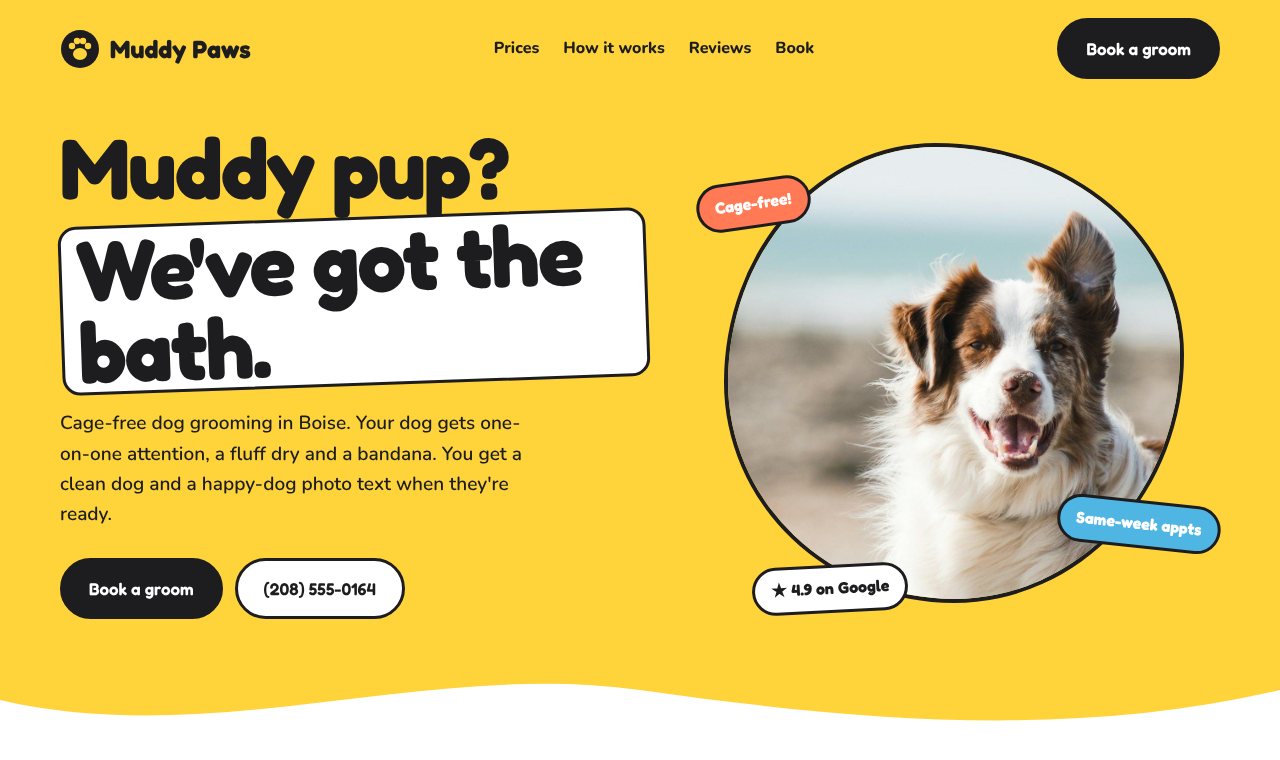 Muddy Paws
Prices
How it works
Reviews
Book
Book a groom
Muddy pup?
We've got the
bath.
Cage-free dog grooming in Boise. Your dog gets one-
on-one attention, a fluff dry and a bandana. You get a
clean dog and a happy-dog photo text when they're
ready.
Book a groom
(208) 555-0164
Cage-free!
Same-week appts
★ 4.9 on Google